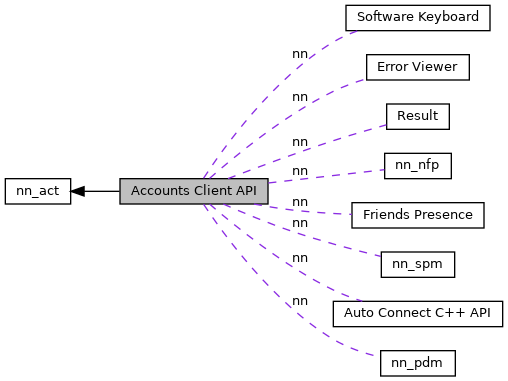 Software Keyboard
nn
Error Viewer
nn
Result
nn
nn_nfp
nn
nn_act
Accounts Client API
nn
Friends Presence
nn
nn_spm
nn
Auto Connect C++ API
nn
nn_pdm